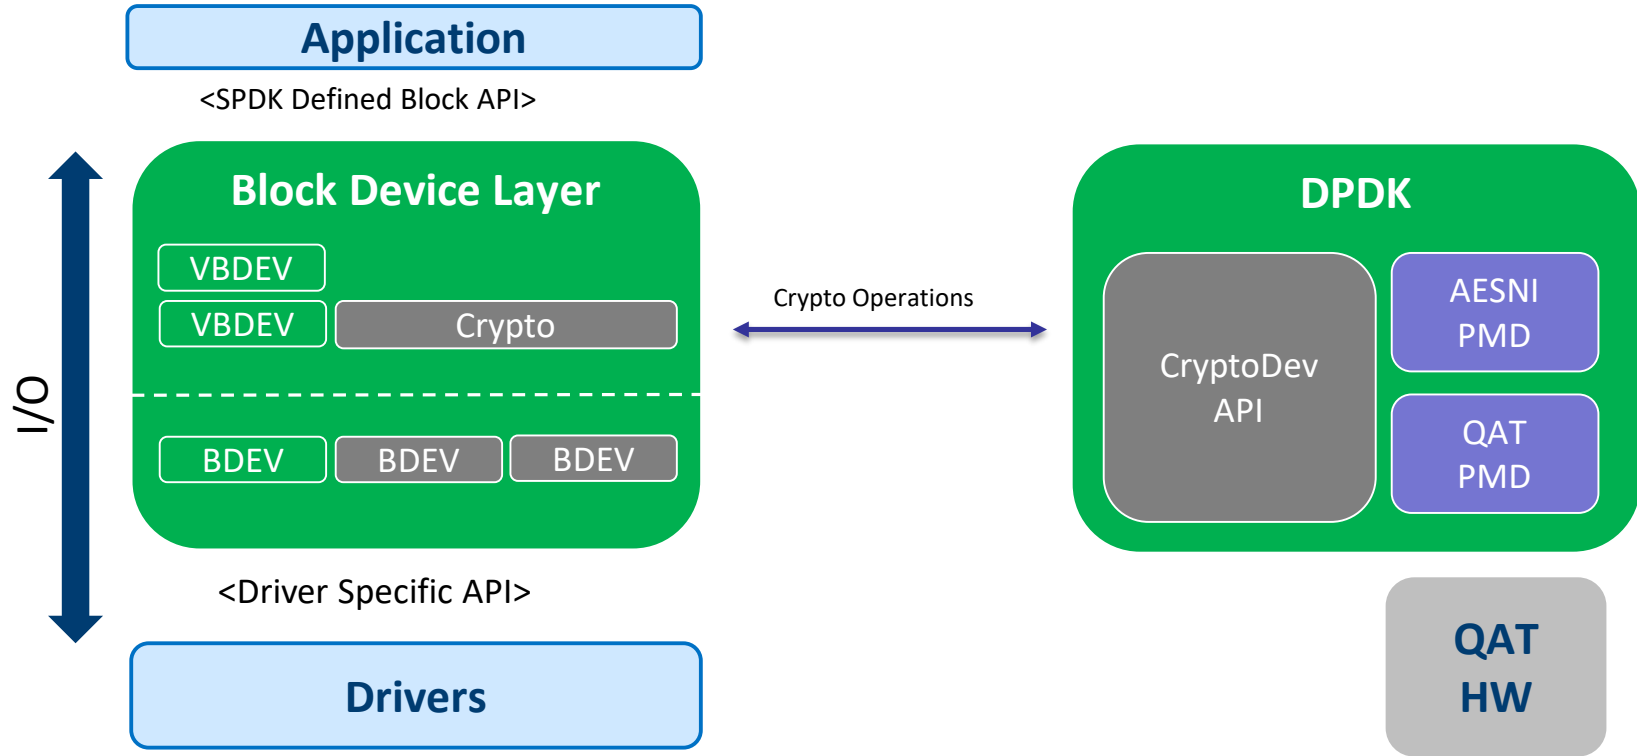 Application
<SPDK Defined Block API>
I/O
Block Device Layer
VBDEV
VBDEV
Crypto
BDEV
BDEV
BDEV
<Driver Specific API>
Drivers
Crypto Operations
DPDK
CryptoDev
API
AESNI
PMD
QAT
PMD
QAT
HW